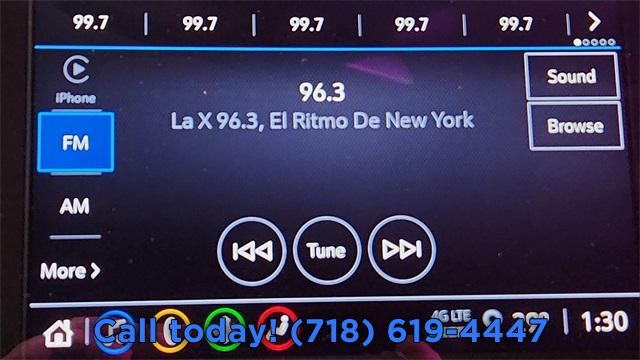 99.7 | 99.7 | 99.7 | 99.7 | 99.7 |
iPhone
96.3
Sound
La X 96.3, El Ritmo De New York
Browse
FM
AM
Tune
More
4G LTE
1:30
Call today! (718) 619-4447